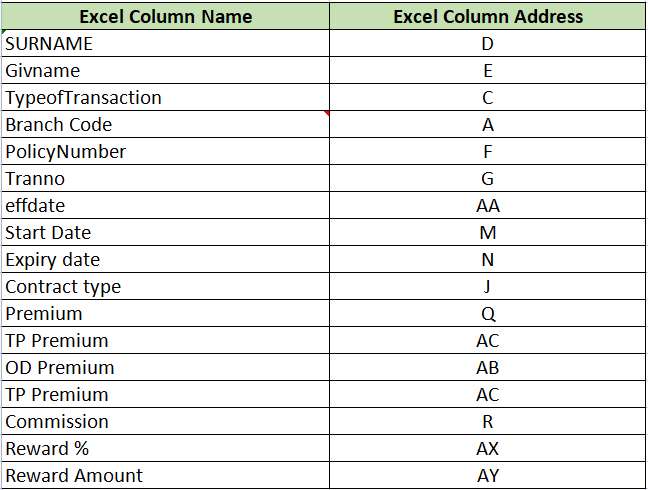 Excel Column Name Excel Column Address
SURNAME D
Givname E
TypeofTransaction C
Branch Code A
PolicyNumber F
Tranno G
effdate AA
Start Date M
Expiry date N
Contract type J
Premium Q
TP Premium AC
OD Premium AB
TP Premium AC
Commission R
Reward % AX
Reward Amount AY